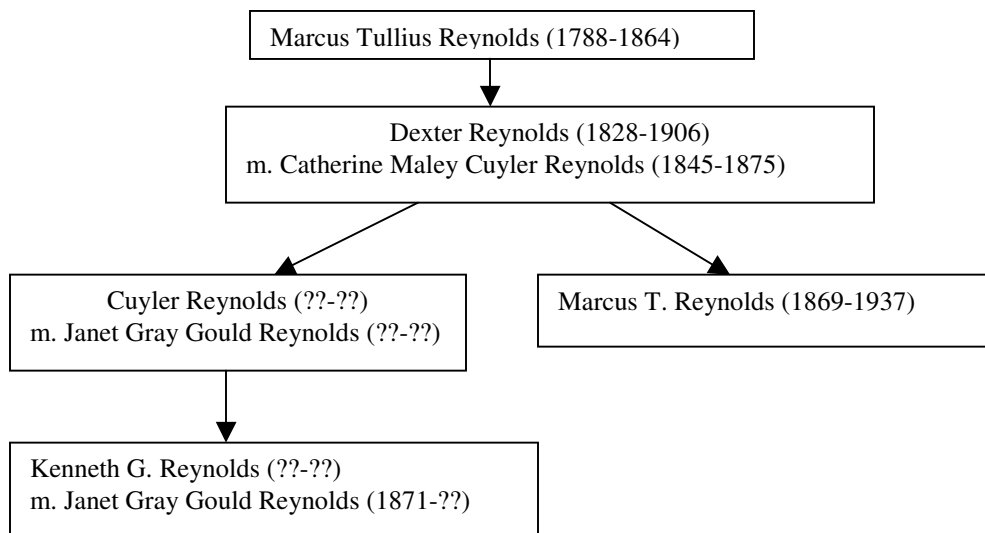 Marcus Tullius Reynolds (1788-1864)
Dexter Reynolds (1828-1906)
m. Catherine Maley Cuyler Reynolds (1845-1875)
Cuyler Reynolds (??-??)
m. Janet Gray Gould Reynolds (??-??)
Marcus T. Reynolds (1869-1937)
Kenneth G. Reynolds (??-??)
m. Janet Gray Gould Reynolds (1871-??)